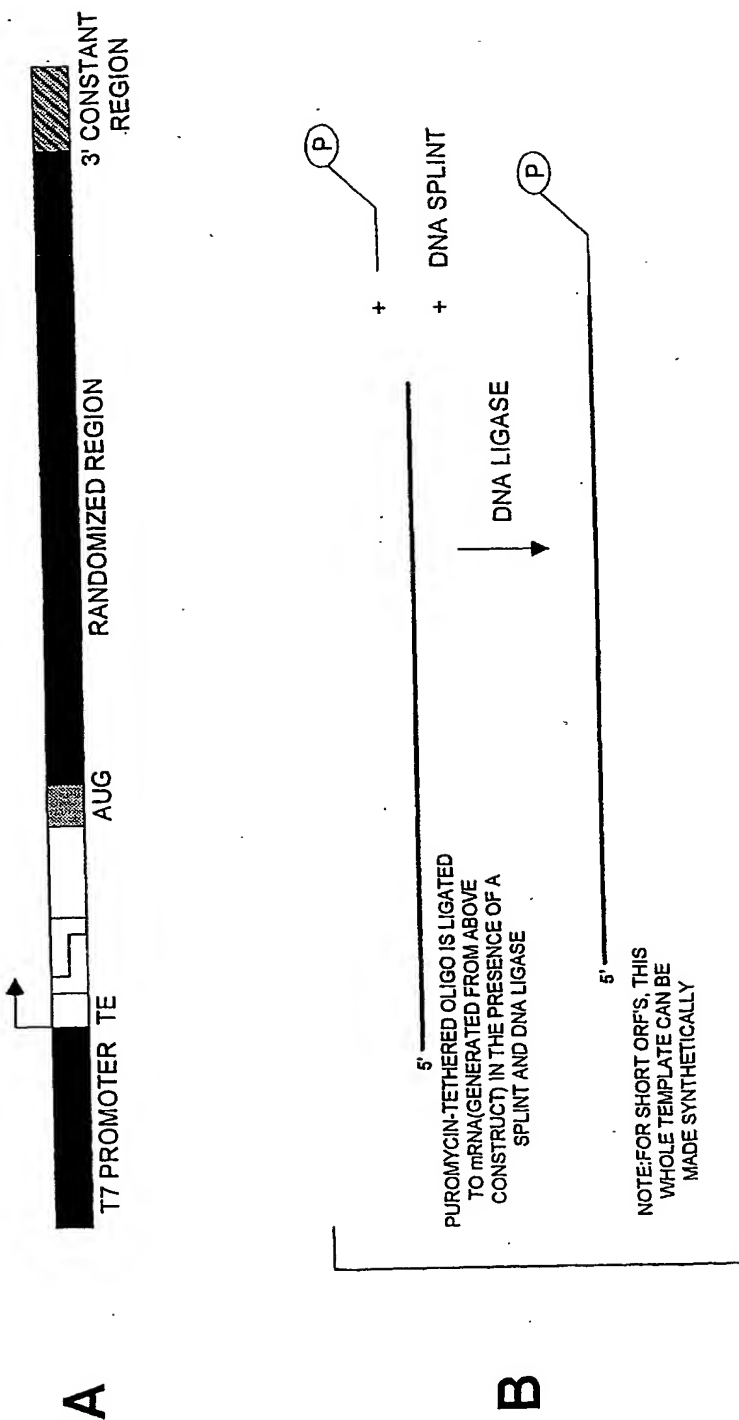 A
T7 PROMOTER TE AUG RANDOMIZED REGION 3' CONSTANT
REGION
B
P
5'
+
+ DNA SPLINT
PUROMYCIN-TETHERED OLIGO IS LIGATED
TO mRNA(GENERATED FROM ABOVE
CONSTRUCT) IN THE PRESENCE OF A
SPLINT AND DNA LIGASE
DNA LIGASE
P
5'
NOTE:FOR SHORT ORF'S, THIS
WHOLE TEMPLATE CAN BE
MADE SYNTHETICALLY